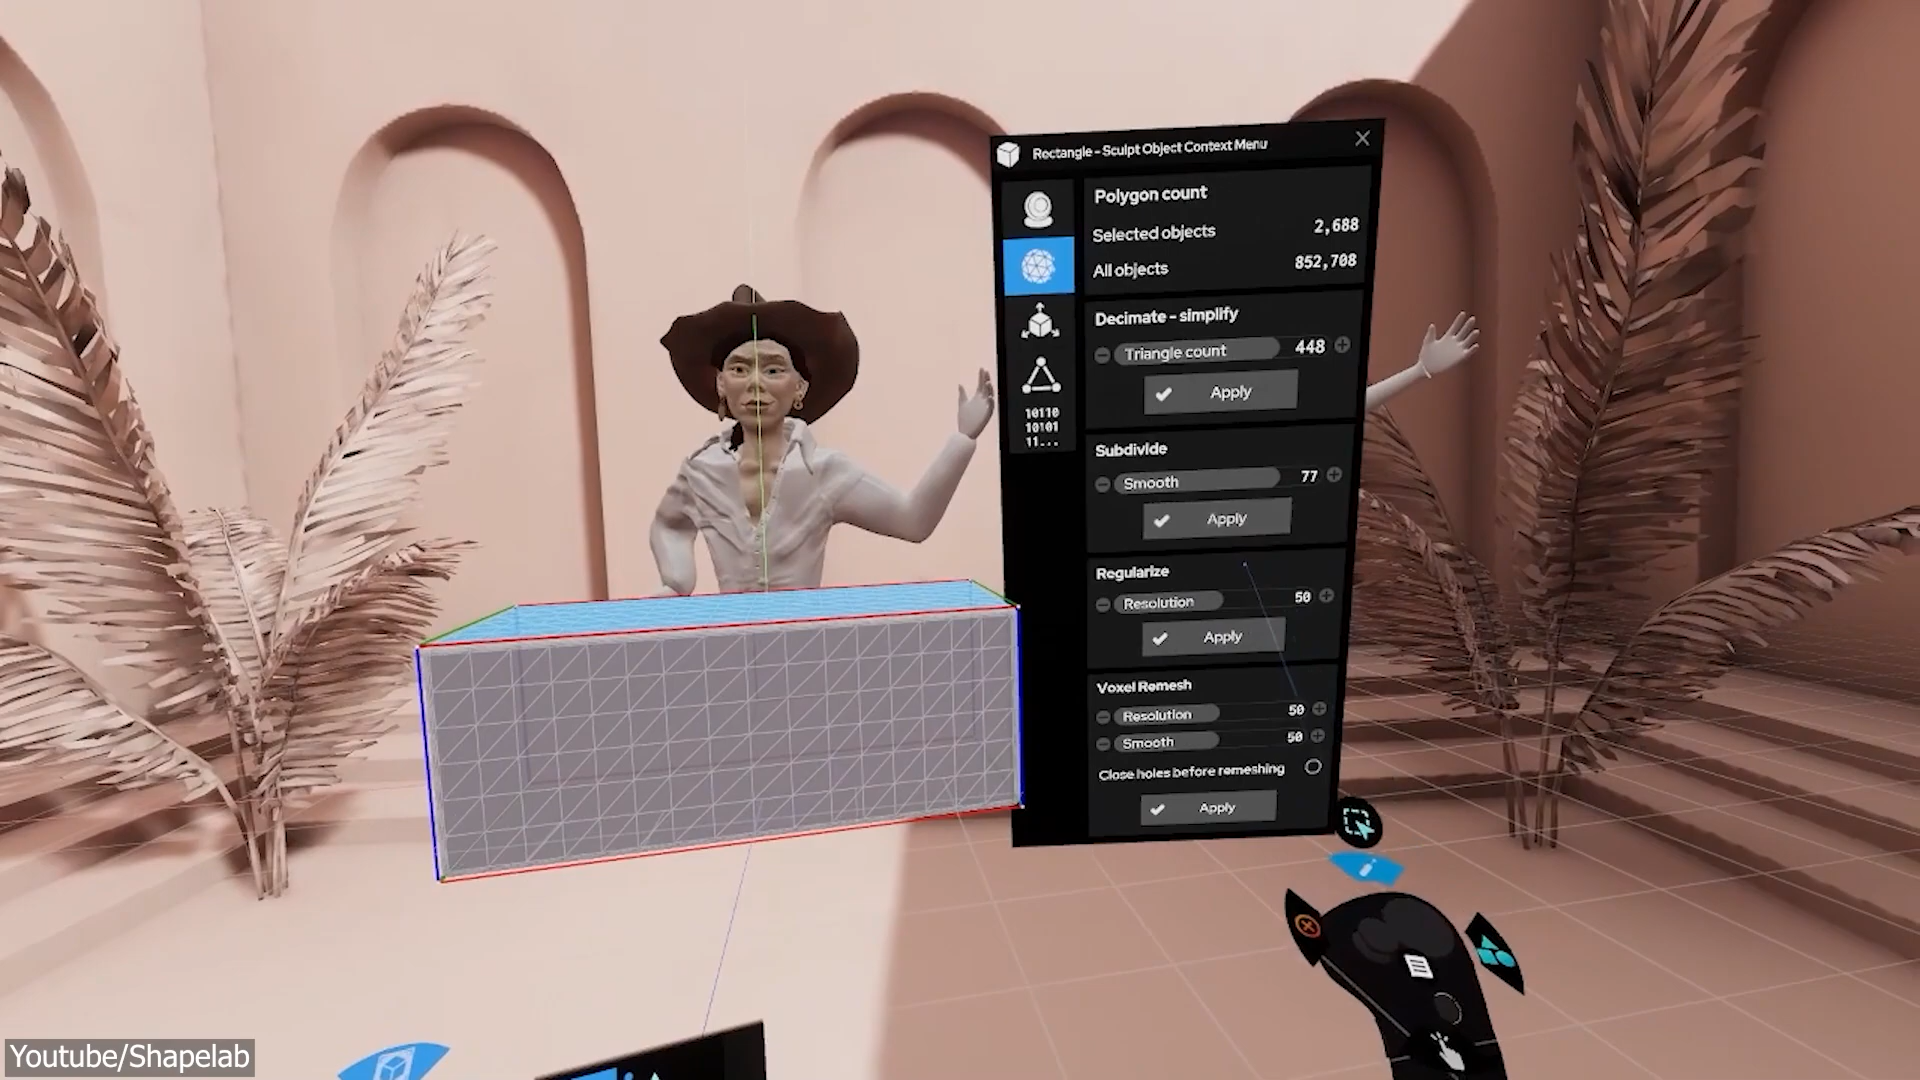 Rectangle - Sculpt Object Context Menu
Polygon count
Selected objects 2,688
All objects 852,708
Decimate - simplify
Triangle count 448
Apply
Subdivide
Smooth 77
Apply
Regularize
Resolution 50
Apply
Voxel Remesh
Resolution 50
Smooth 50
Close holes before remeshing
Apply
10110
10101
11...
Youtube/Shapelab